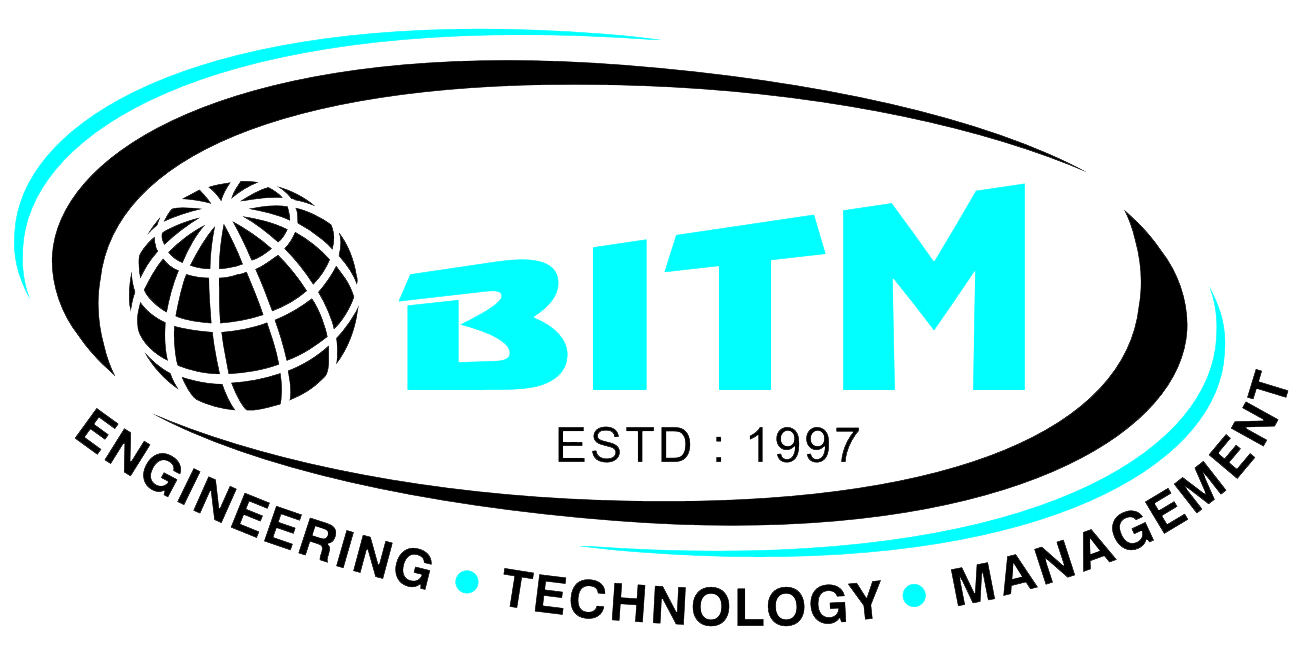 BITM
ESTD : 1997
ENGINEERING • TECHNOLOGY • MANAGEMENT